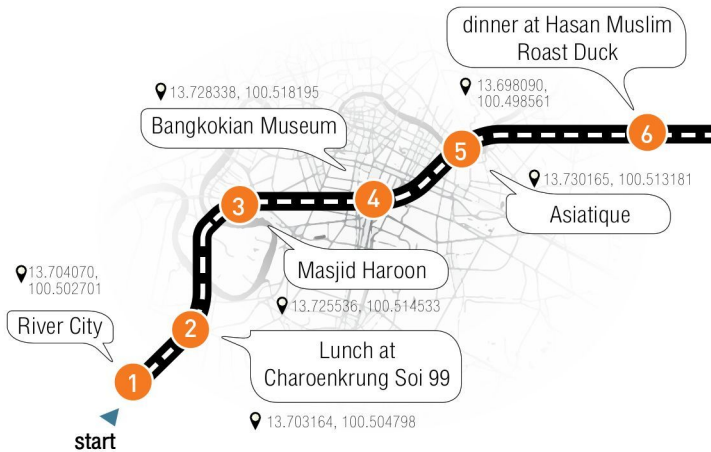 dinner at Hasan Muslim
Roast Duck
13.728338, 100.518195
13.698090,
100.498561
Bangkokian Museum
6
5
13.730165, 100.513181
Asiatique
4
3
Masjid Haroon
13.704070,
100.502701
13.725536, 100.514533
River City
2
Lunch at
Charoenkrung Soi 99
1
13.703164, 100.504798
start